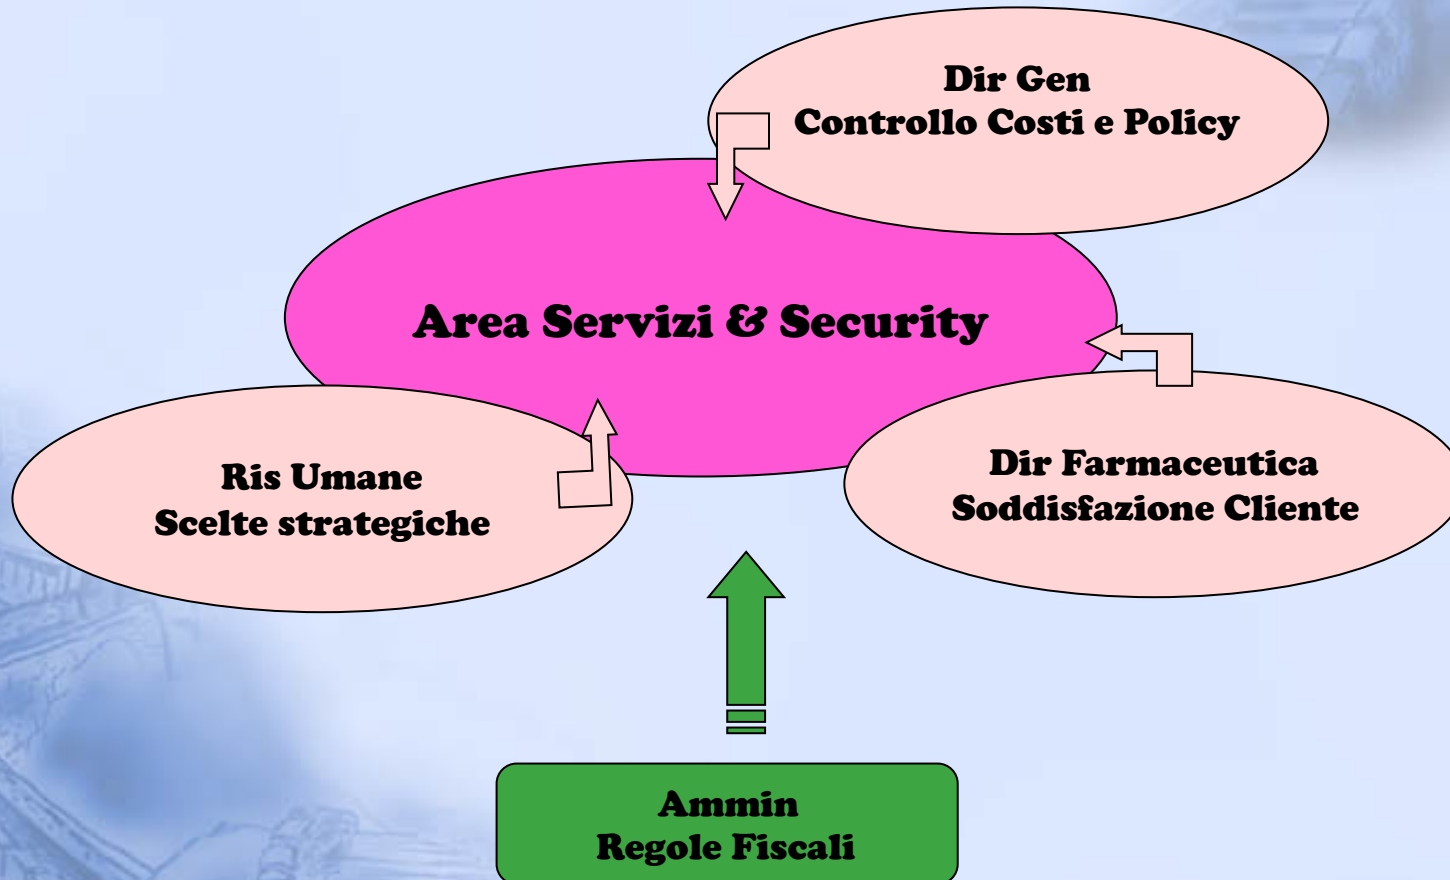 Dir Gen
Controllo Costi e Policy
Area Servizi & Security
Ris Umane
Scelte strategiche
Dir Farmaceutica
Soddisfazione Cliente
Ammin
Regole Fiscali